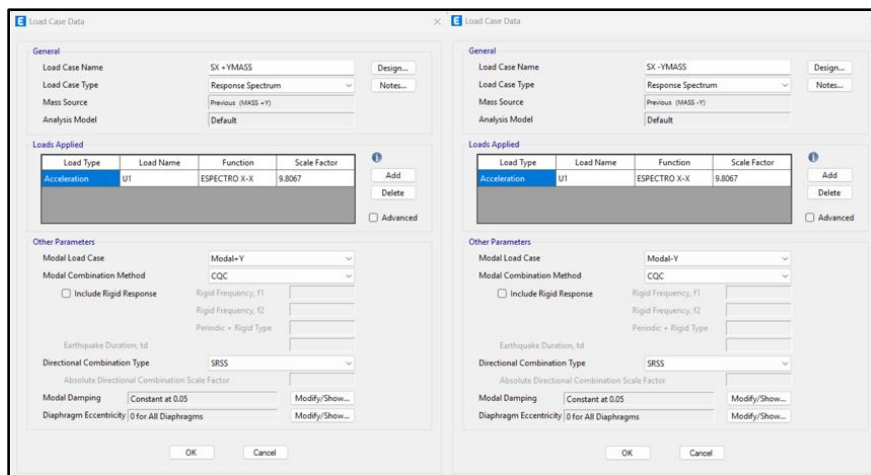 Load Case Data
General
Load Case Name SX +YMASS Design...
Load Case Type Response Spectrum Notes...
Mass Source Previous (MASS +Y)
Analysis Model Default
Loads Applied
Load Type Load Name Function Scale Factor
Acceleration U1 ESPECTRO X-X 9.8067
Add
Delete
Advanced
Other Parameters
Modal Load Case Modal+Y
Modal Combination Method CQC
Include Rigid Response Rigid Frequency, f1
Rigid Frequency, f2
Periodic + Rigid Type
Earthquake Duration, td
Directional Combination Type SRSS
Absolute Directional Combination Scale Factor
Modal Damping Constant at 0.05 Modify/Show...
Diaphragm Eccentricity 0 for All Diaphragms Modify/Show...
OK Cancel
Load Case Data
General
Load Case Name SX -YMASS Design...
Load Case Type Response Spectrum Notes...
Mass Source Previous (MASS -Y)
Analysis Model Default
Loads Applied
Load Type Load Name Function Scale Factor
Acceleration U1 ESPECTRO X-X 9.8067
Add
Delete
Advanced
Other Parameters
Modal Load Case Modal-Y
Modal Combination Method CQC
Include Rigid Response Rigid Frequency, f1
Rigid Frequency, f2
Periodic + Rigid Type
Earthquake Duration, td
Directional Combination Type SRSS
Absolute Directional Combination Scale Factor
Modal Damping Constant at 0.05 Modify/Show...
Diaphragm Eccentricity 0 for All Diaphragms Modify/Show...
OK Cancel